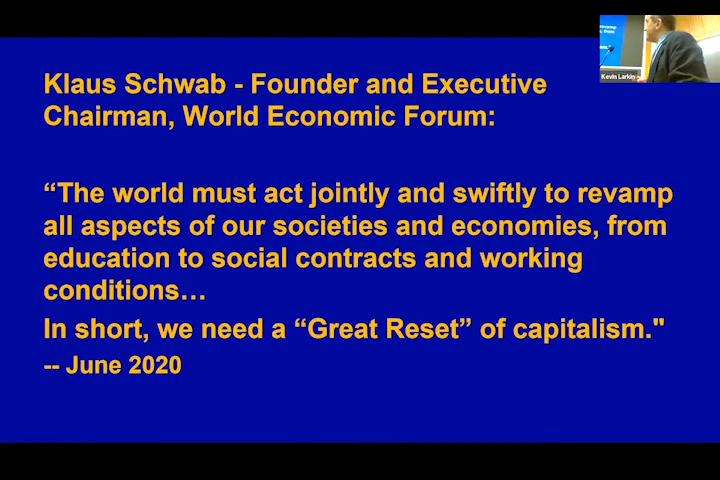 Klaus Schwab - Founder and Executive
Chairman, World Economic Forum:
“The world must act jointly and swiftly to revamp
all aspects of our societies and economies, from
education to social contracts and working
conditions…
In short, we need a “Great Reset” of capitalism."
-- June 2020
Kevin Larkin